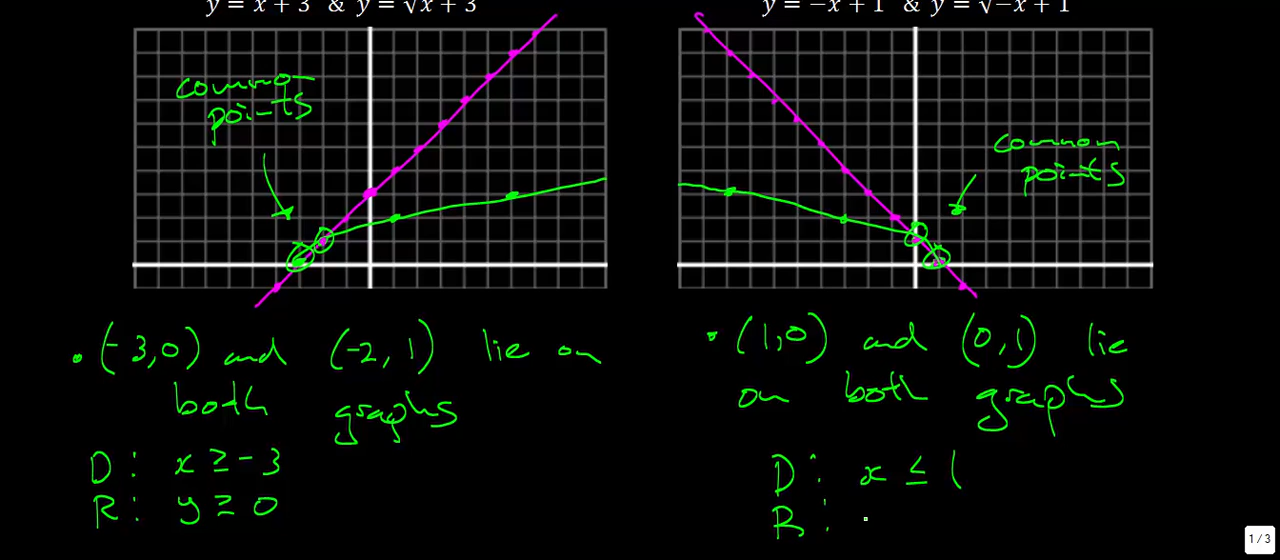 y = x + 3 & y = √x + 3
y = −x + 1 & y = √−x + 1
common
points
common
points
• (-3,0) and (-2, 1) lie on
both graphs
D : x ≥ -3
R : y ≥ 0
• (1,0) and (0,1) lie
on both graphs
D : x ≤ 1
R :
1 / 3